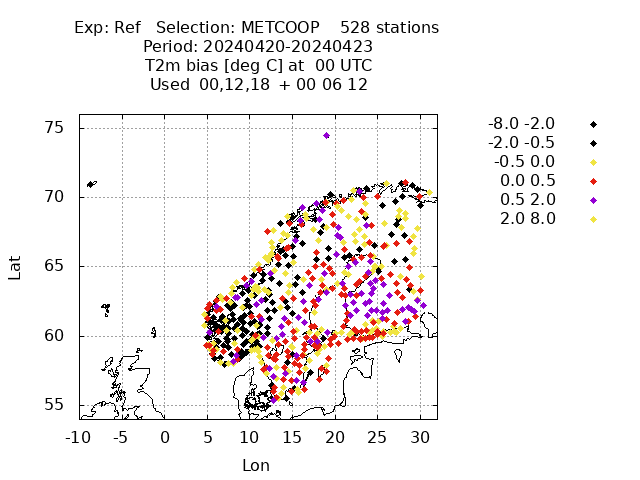 Exp: Ref   Selection: METCOOP    528 stations
Period: 20240420-20240423
T2m bias [deg C] at  00 UTC
Used  00,12,18  + 00 06 12
75
70
65
60
55
Lat
-10 -5 0 5 10 15 20 25 30
Lon
-8.0 -2.0
-2.0 -0.5
-0.5 0.0
0.0 0.5
0.5 2.0
2.0 8.0